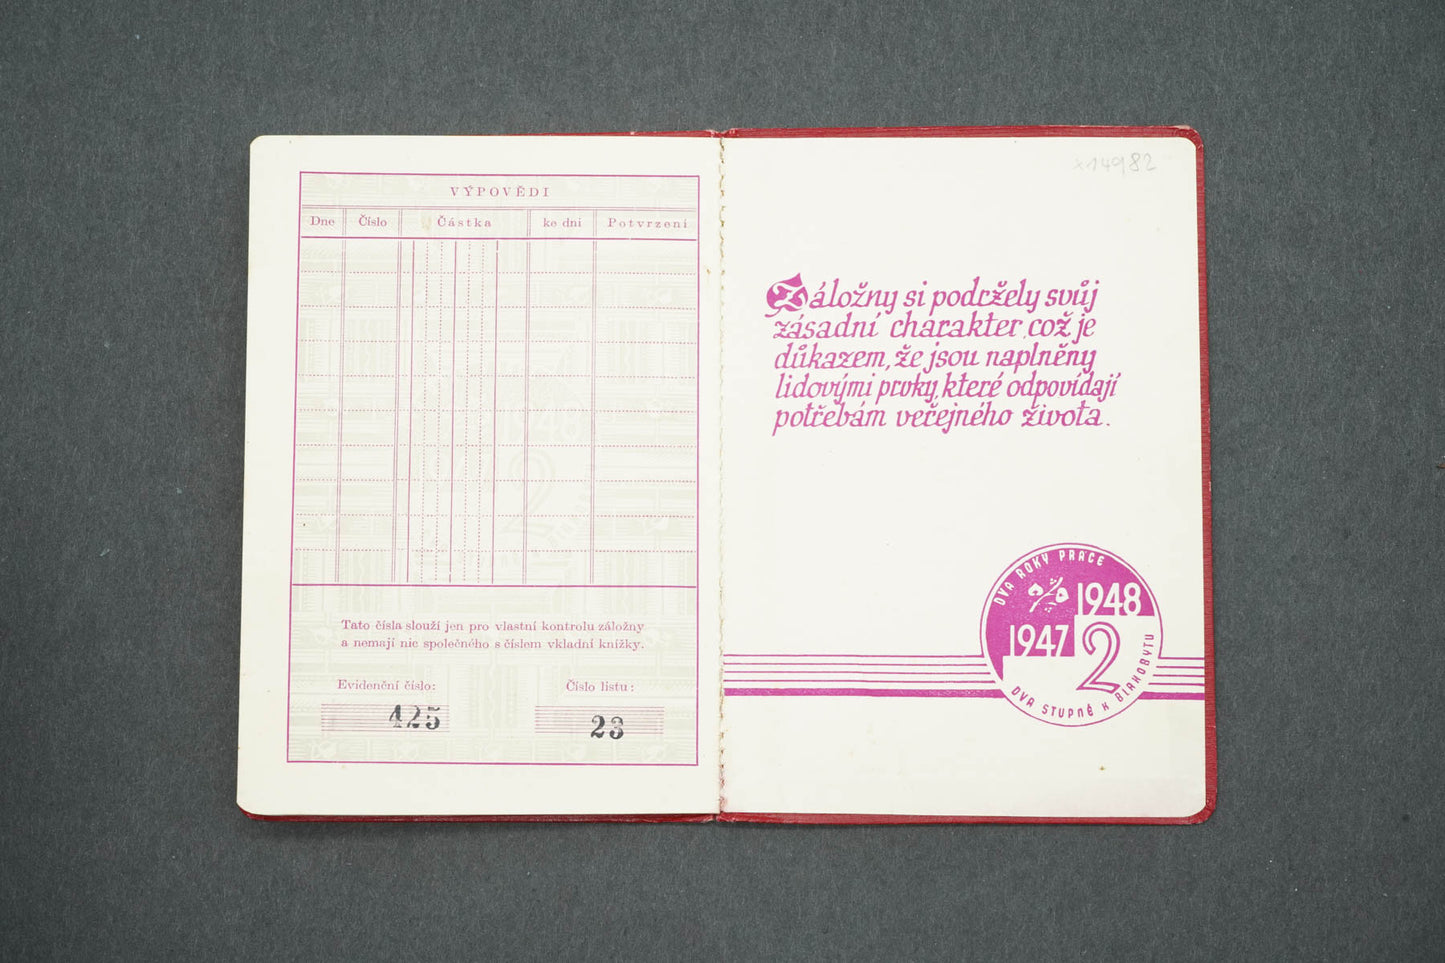 VÝPOVĚDI
Dne Číslo Částka ke dni Potvrzení
Tato čísla slouží jen pro vlastní kontrolu záložny
a nemají nic společného s číslem vkladní knížky.
Evidenční číslo: Číslo listu:
425 23
x14982
Záložny si podržely svůj
zásadní charakter, což je
důkazem, že jsou naplněny
lidovými prvky, které odpovídají
potřebám veřejného života.
DVA ROKY PRACE
1948
1947 2
DVA STUPNĚ K BLAHOBYTU